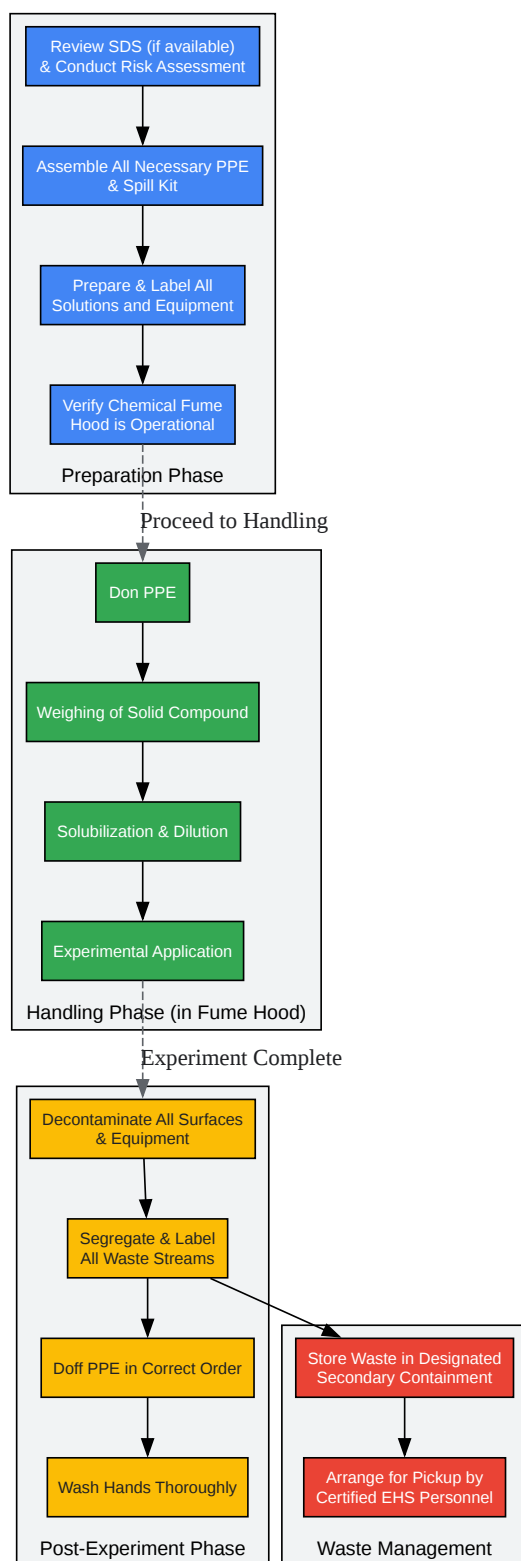 Review SDS (if available)
& Conduct Risk Assessment
Assemble All Necessary PPE
& Spill Kit
Prepare & Label All
Solutions and Equipment
Verify Chemical Fume
Hood is Operational
Preparation Phase
Proceed to Handling
Don PPE
Weighing of Solid Compound
Solubilization & Dilution
Experimental Application
Handling Phase (in Fume Hood)
Experiment Complete
Decontaminate All Surfaces
& Equipment
Segregate & Label
All Waste Streams
Doff PPE in Correct Order
Wash Hands Thoroughly
Post-Experiment Phase
Store Waste in Designated
Secondary Containment
Arrange for Pickup by
Certified EHS Personnel
Waste Management